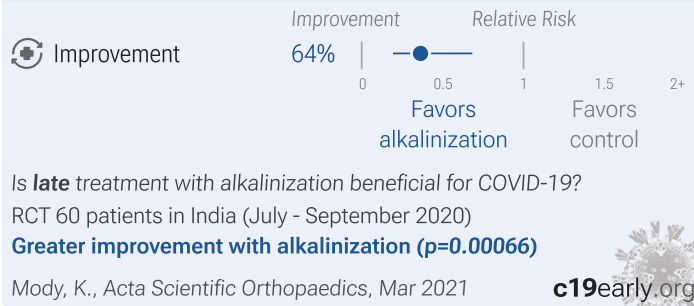 Improvement Relative Risk
Improvement 64%
0 0.5 1 1.5 2+
Favors Favors
alkalinization control
Is late treatment with alkalinization beneficial for COVID-19?
RCT 60 patients in India (July - September 2020)
Greater improvement with alkalinization (p=0.00066)
Mody, K., Acta Scientific Orthopaedics, Mar 2021 c19early.org